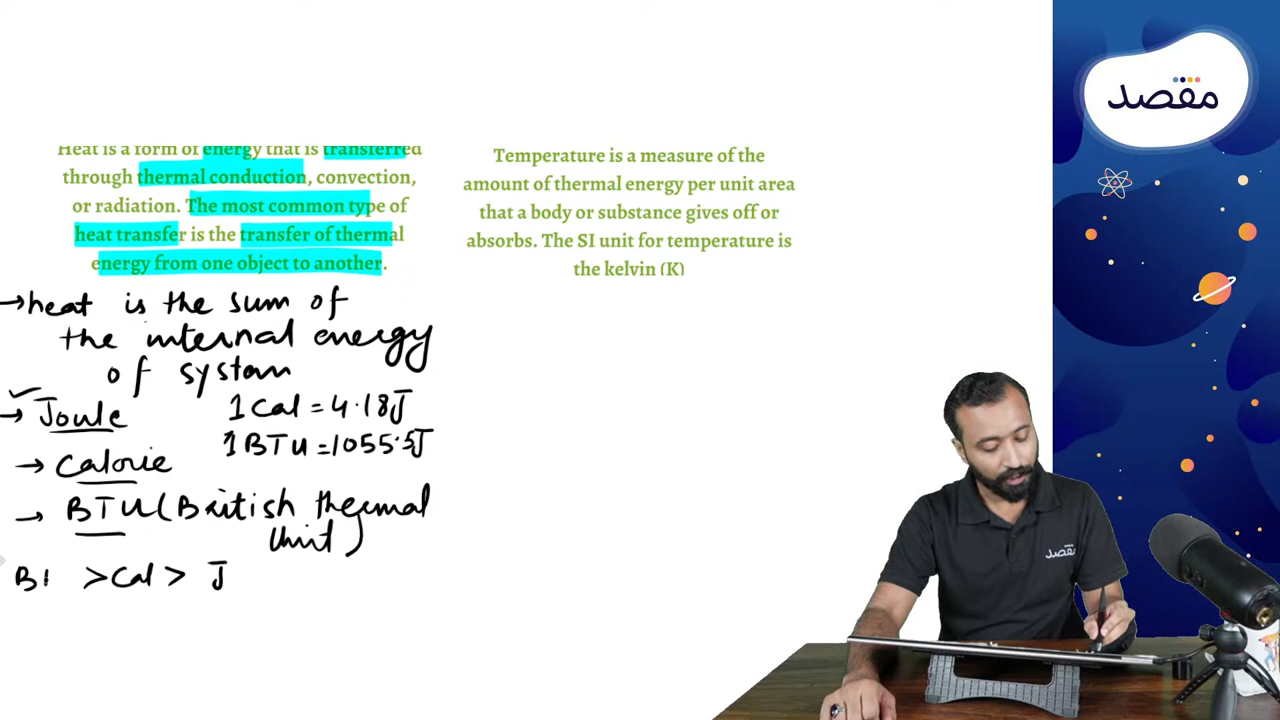 مقصد
Heat is a form of energy that is transferred
through thermal conduction, convection,
or radiation. The most common type of
heat transfer is the transfer of thermal
energy from one object to another.
Temperature is a measure of the
amount of thermal energy per unit area
that a body or substance gives off or
absorbs. The SI unit for temperature is
the kelvin (K)
→heat is the sum of
the internal energy
of system
→ Joule
1 Cal = 4.18J
1 BTU =1055.5J
→ Calorie
→ BTU (British thermal
Unit)
>Cal> J
مقصد